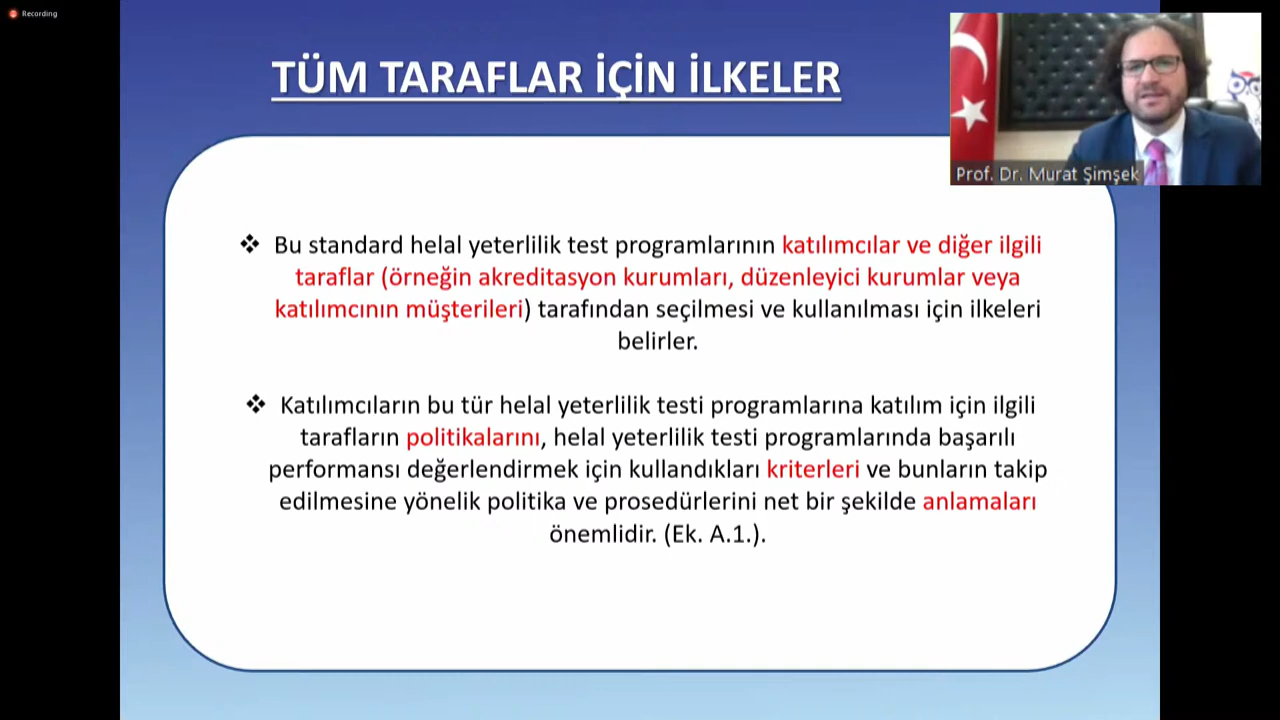 Recording
TÜM TARAFLAR İÇİN İLKELER
Prof. Dr. Murat Şimşek
❖ Bu standard helal yeterlilik test programlarının katılımcılar ve diğer ilgili
taraflar (örneğin akreditasyon kurumları, düzenleyici kurumlar veya
katılımcının müşterileri) tarafından seçilmesi ve kullanılması için ilkeleri
belirler.
❖ Katılımcıların bu tür helal yeterlilik testi programlarına katılım için ilgili
tarafların politikalarını, helal yeterlilik testi programlarında başarılı
performansı değerlendirmek için kullandıkları kriterleri ve bunların takip
edilmesine yönelik politika ve prosedürlerini net bir şekilde anlamaları
önemlidir. (Ek. A.1.).